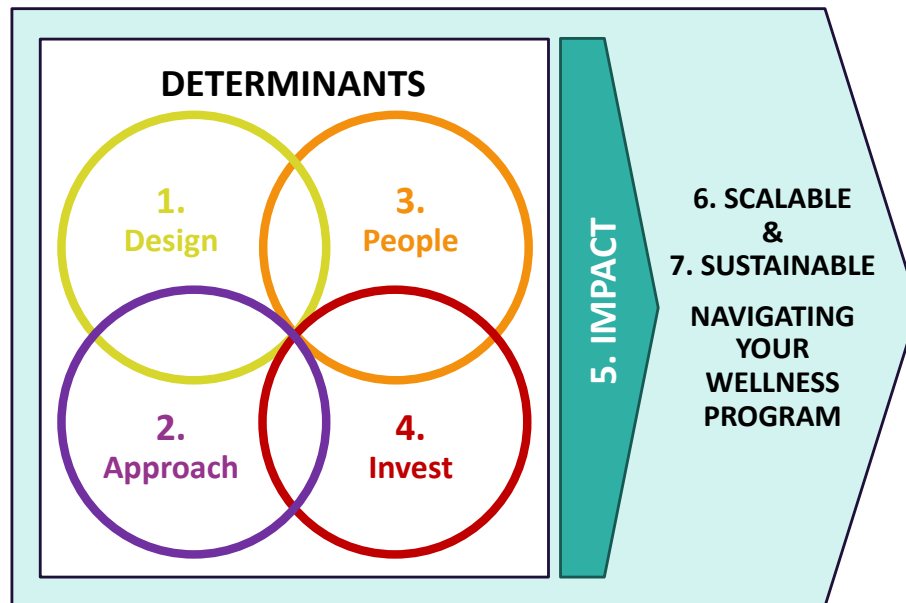 DETERMINANTS
1.
Design
2.
Approach
3.
People
4.
Invest
5. IMPACT
6. SCALABLE
&
7. SUSTAINABLE
NAVIGATING
YOUR
WELLNESS
PROGRAM